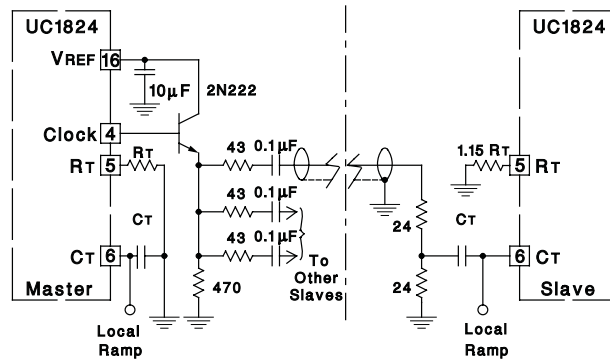 UC1824
UC1824
VREF 16
10µF
2N222
Clock 4
43 0.1µF
5 RT
RT
1.15 RT
5 RT
43 0.1µF
CT
24
CT
43 0.1µF
CT 6
To
Other
Slaves
6 CT
470
24
Master
Slave
Local
Ramp
Local
Ramp